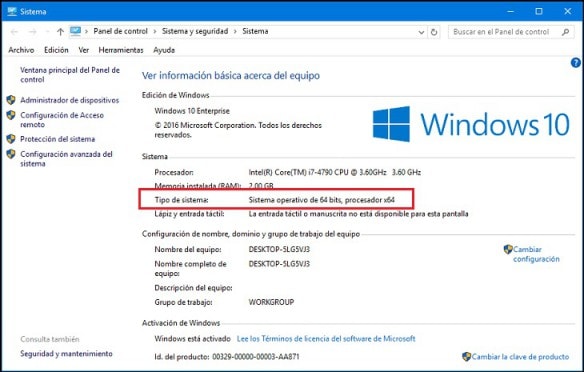 Sistema
Panel de control › Sistema y seguridad › Sistema
Buscar en el Panel de control
Archivo Edición Ver Herramientas Ayuda
Ventana principal del Panel de control
Administrador de dispositivos
Configuración de Acceso remoto
Protección del sistema
Configuración avanzada del sistema
Ver información básica acerca del equipo
Edición de Windows
Windows 10 Enterprise
© 2016 Microsoft Corporation. Todos los derechos reservados.
Windows 10
Sistema
Procesador: Intel(R) Core(TM) i7-4790 CPU @ 3.60GHz 3.60 GHz
Memoria instalada (RAM): 2,00 GB
Tipo de sistema: Sistema operativo de 64 bits, procesador x64
Lápiz y entrada táctil: La entrada táctil o manuscrita no está disponible para esta pantalla
Configuración de nombre, dominio y grupo de trabajo del equipo
Nombre del equipo: DESKTOP-5LG5VJ3
Cambiar configuración
Nombre completo de equipo: DESKTOP-5LG5VJ3
Descripción del equipo:
Grupo de trabajo: WORKGROUP
Activación de Windows
Windows está activado Lee los Términos de licencia del software de Microsoft
Id. del producto: 00329-00000-00003-AA871
Cambiar la clave de producto
Consulta también
Seguridad y mantenimiento